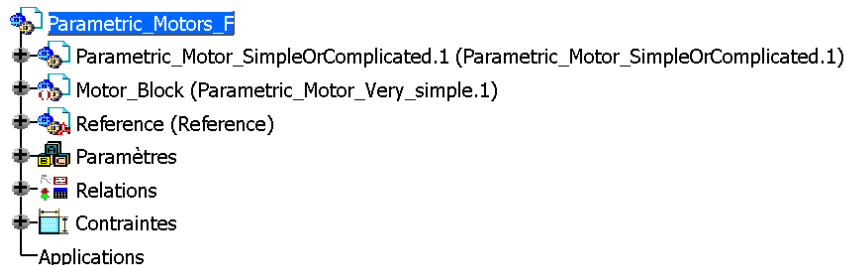 Parametric_Motors_F
Parametric_Motor_SimpleOrComplicated.1 (Parametric_Motor_SimpleOrComplicated.1)
Motor_Block (Parametric_Motor_Very_simple.1)
Reference (Reference)
Paramètres
Relations
Contraintes
Applications